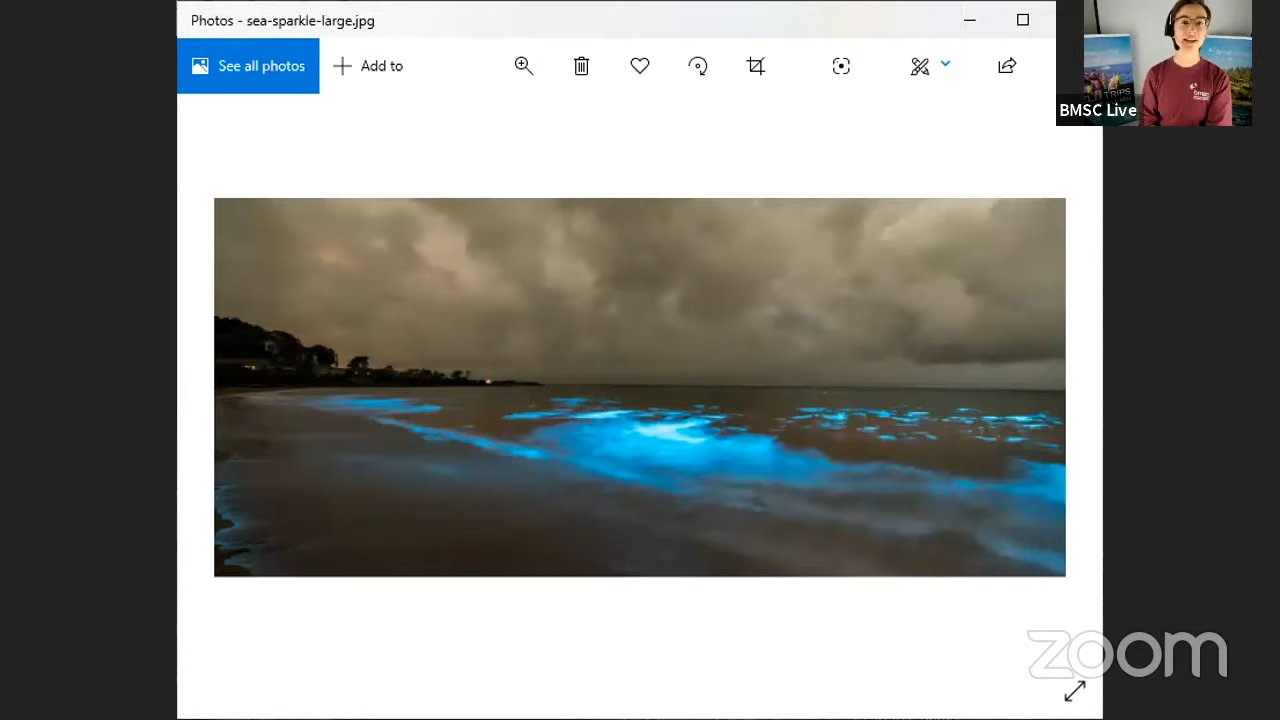 Photos - sea-sparkle-large.jpg
See all photos
Add to
BMSC Live
zoom